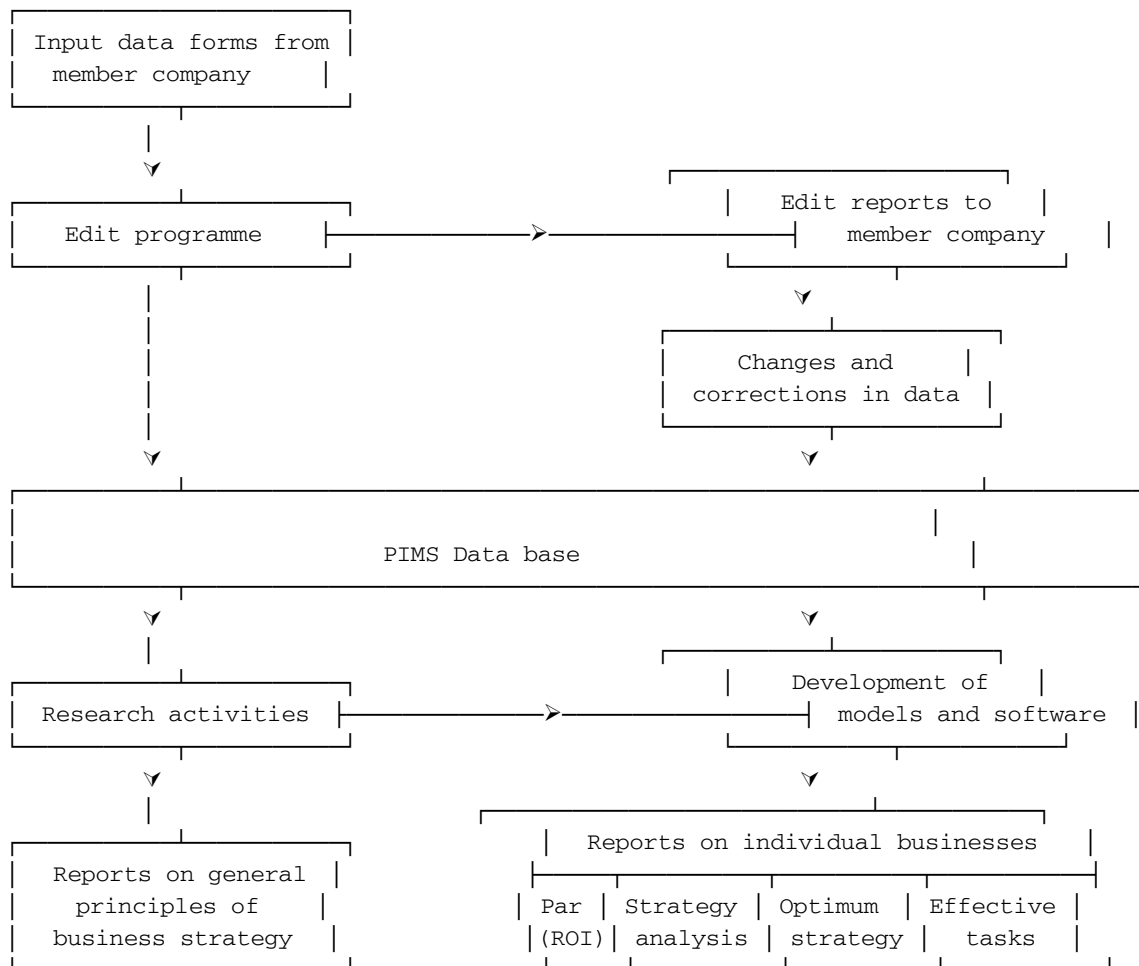 Input data forms from
member company
Edit programme
Edit reports to
member company
Changes and
corrections in data
PIMS Data base
Research activities
Development of
models and software
Reports on individual businesses
Reports on general
principles of
business strategy
Par
(ROI)
Strategy
analysis
Optimum
strategy
Effective
tasks